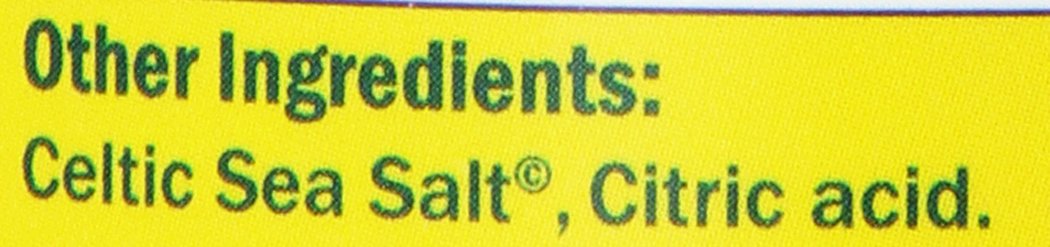 Other Ingredients:
Celtic Sea Salt©, Citric acid.